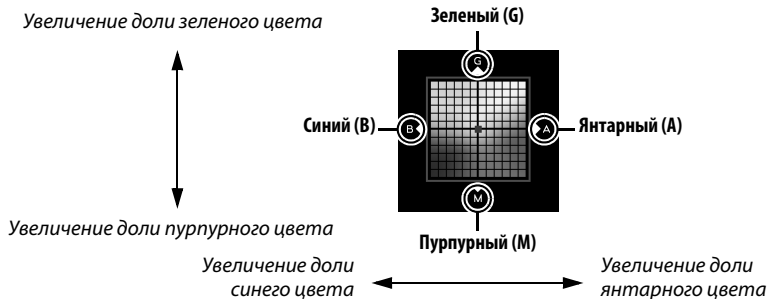 Увеличение доли зеленого цвета
Зеленый (G)
G
Синий (B)
B
A
Янтарный (A)
M
Увеличение доли пурпурного цвета
Пурпурный (M)
Увеличение доли
синего цвета
Увеличение доли
янтарного цвета